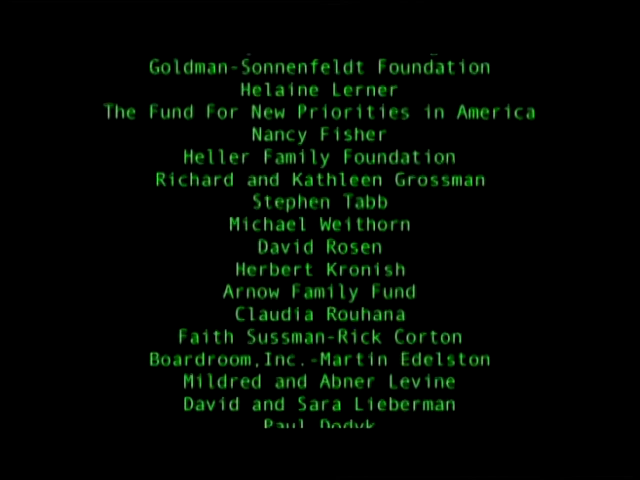 Goldman-Sonnenfeldt Foundation
Helaine Lerner
The Fund For New Priorities in America
Nancy Fisher
Heller Family Foundation
Richard and Kathleen Grossman
Stephen Tabb
Michael Weithorn
David Rosen
Herbert Kronish
Arnow Family Fund
Claudia Rouhana
Faith Sussman-Rick Corton
Boardroom,Inc.-Martin Edelston
Mildred and Abner Levine
David and Sara Lieberman
Paul Dodyk